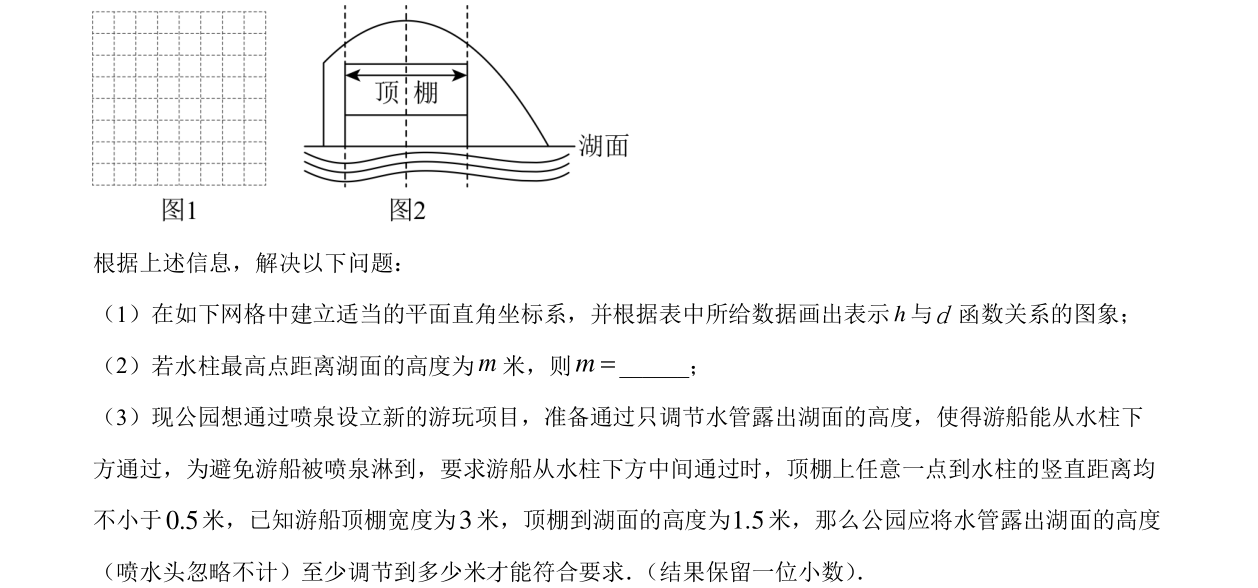 顶棚
湖面
图1
图2
根据上述信息，解决以下问题：
（1）在如下网格中建立适当的平面直角坐标系，并根据表中所给数据画出表示h与d函数关系的图象；
（2）若水柱最高点距离湖面的高度为m米，则m=______；
（3）现公园想通过喷泉设立新的游玩项目，准备通过只调节水管露出湖面的高度，使得游船能从水柱下
方通过，为避免游船被喷泉淋到，要求游船从水柱下方中间通过时，顶棚上任意一点到水柱的竖直距离均
不小于0.5米，已知游船顶棚宽度为3米，顶棚到湖面的高度为1.5米，那么公园应将水管露出湖面的高度
（喷水头忽略不计）至少调节到多少米才能符合要求．（结果保留一位小数）．